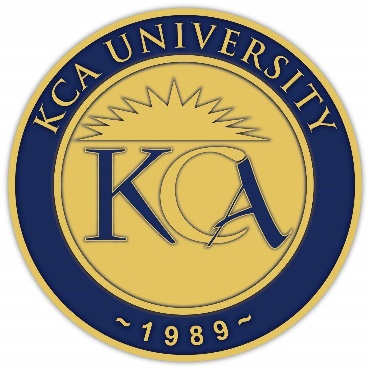 KCA UNIVERSITY
KCA
~ 1989 ~